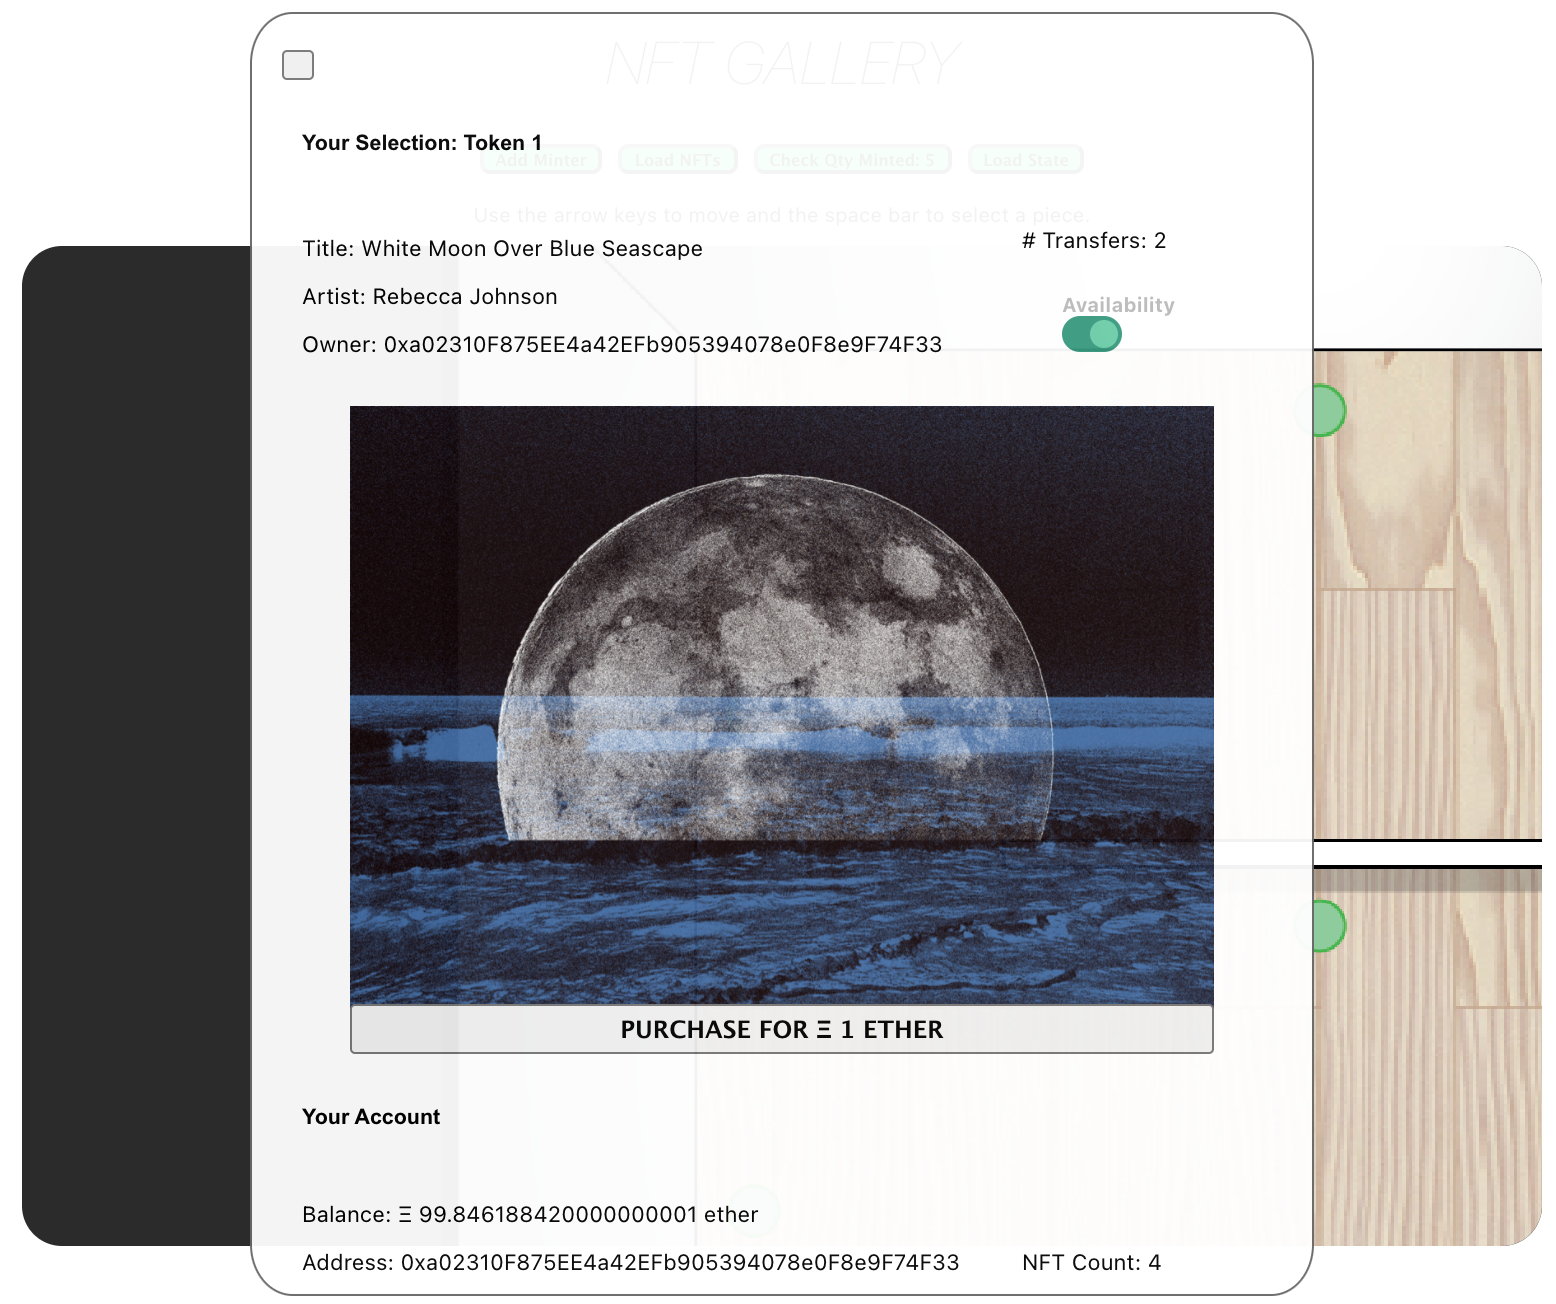 NFT GALLERY
Your Selection: Token 1
Add Minter
Load NFTs
Check Qty Minted: 5
Load State
Use the arrow keys to move and the space bar to select a piece.
Title: White Moon Over Blue Seascape
# Transfers: 2
Artist: Rebecca Johnson
Availability
Owner: 0xa02310F875EE4a42EFb905394078e0F8e9F74F33
PURCHASE FOR Ξ 1 ETHER
Your Account
Balance: Ξ 99.846188420000000001 ether
Address: 0xa02310F875EE4a42EFb905394078e0F8e9F74F33
NFT Count: 4